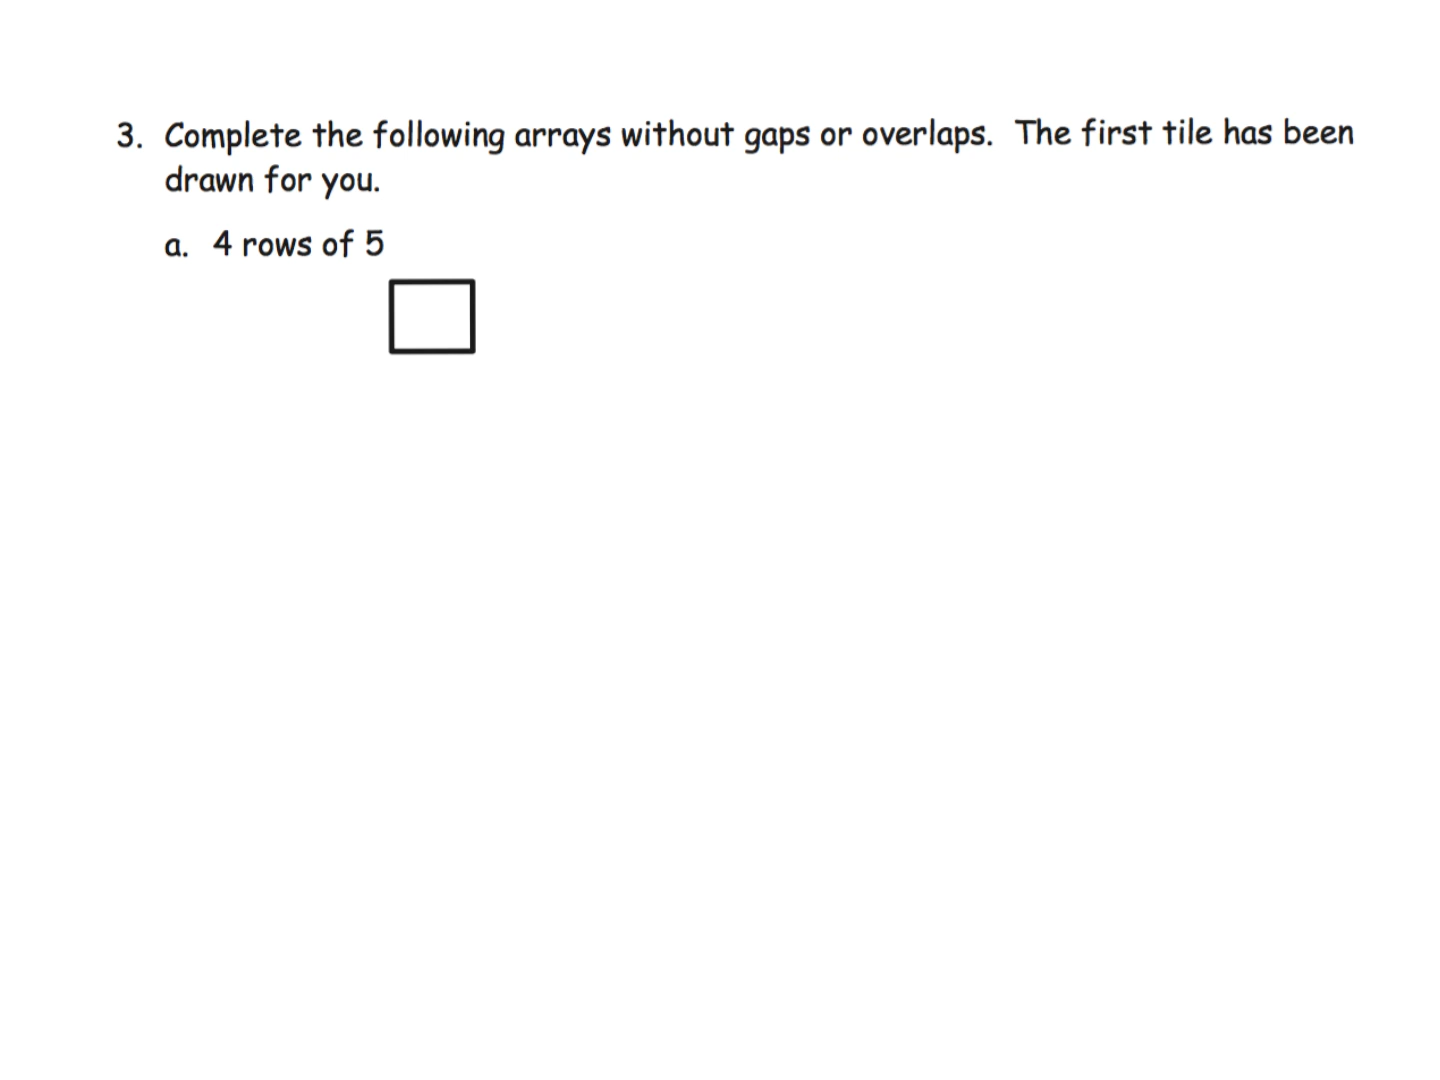 3. Complete the following arrays without gaps or overlaps. The first tile has been
drawn for you.
a. 4 rows of 5